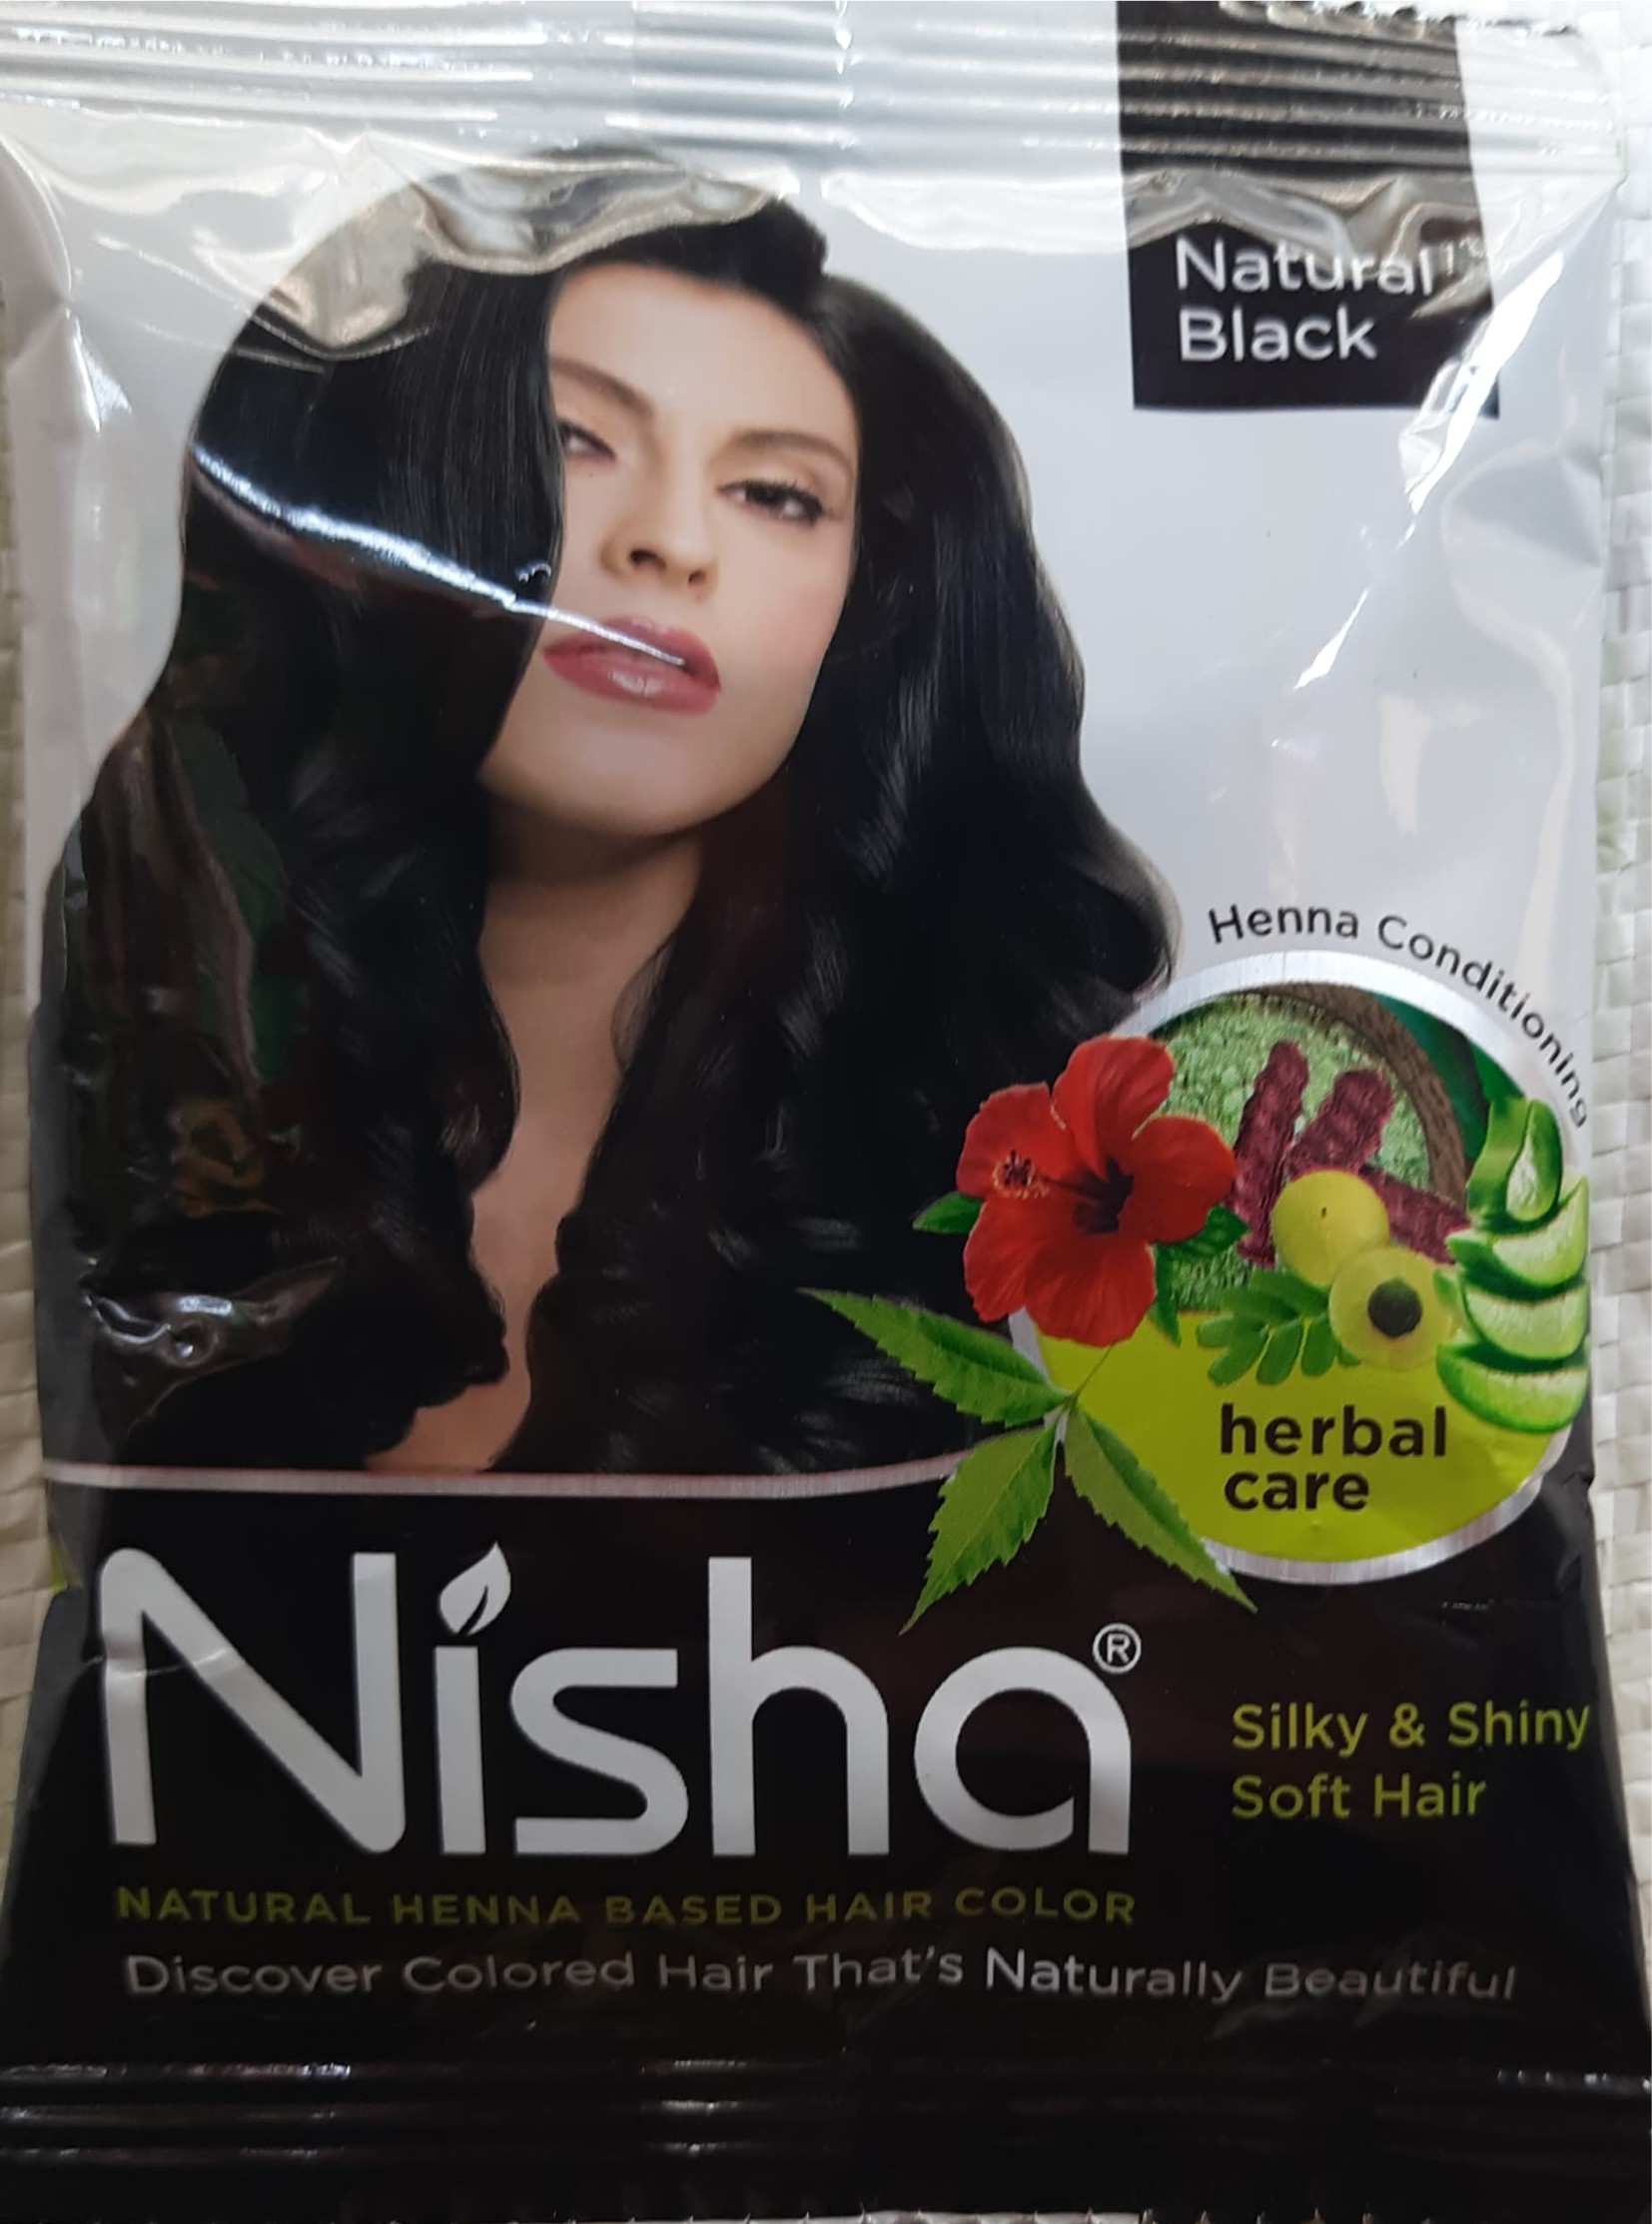 Natural
Black
Henna Conditioning
herbal
care
Nisha®
Silky & Shiny
Soft Hair
NATURAL HENNA BASED HAIR COLOR
Discover Colored Hair That's Naturally Beautiful